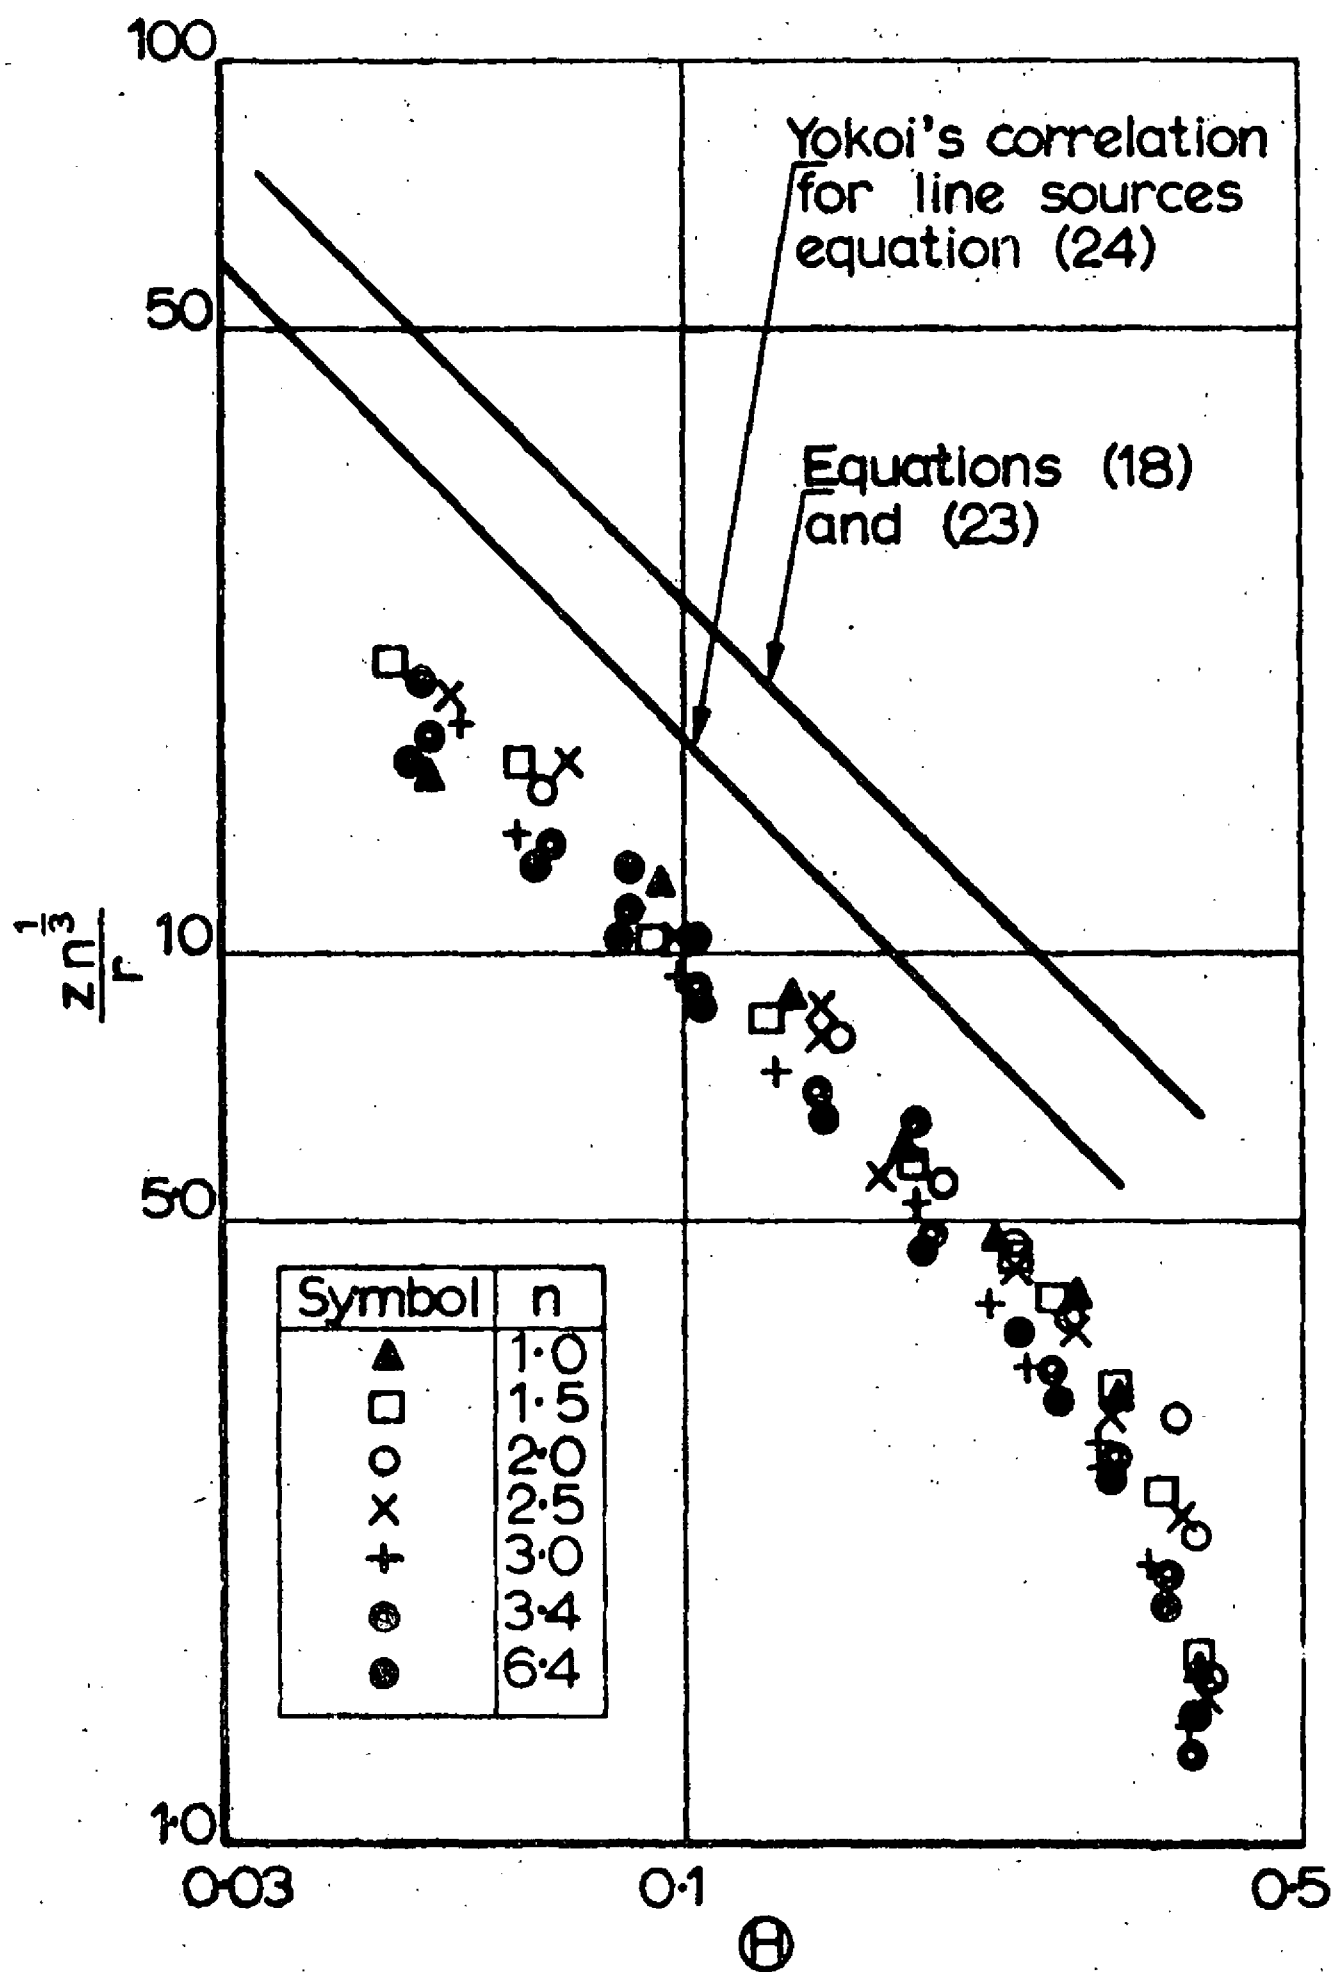 100
Yokoi's correlation
for line sources
equation (24)
50
Equations (18)
and (23)
z n^1/3 / r
10
5·0
Symbol n
1·0
1·5
2·0
2·5
3·0
3·4
6·4
1·0
0·03 0·1 0·5
Θ